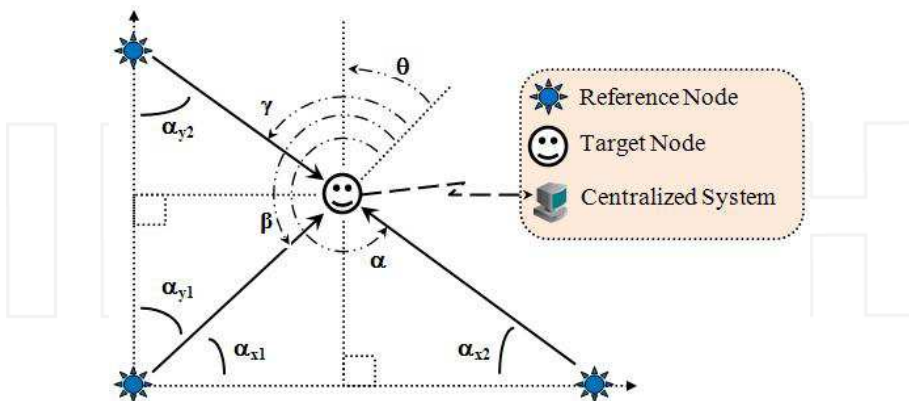 θ
γ
α_y2
Reference Node
Target Node
Centralized System
β
α
α_y1
α_x1
α_x2